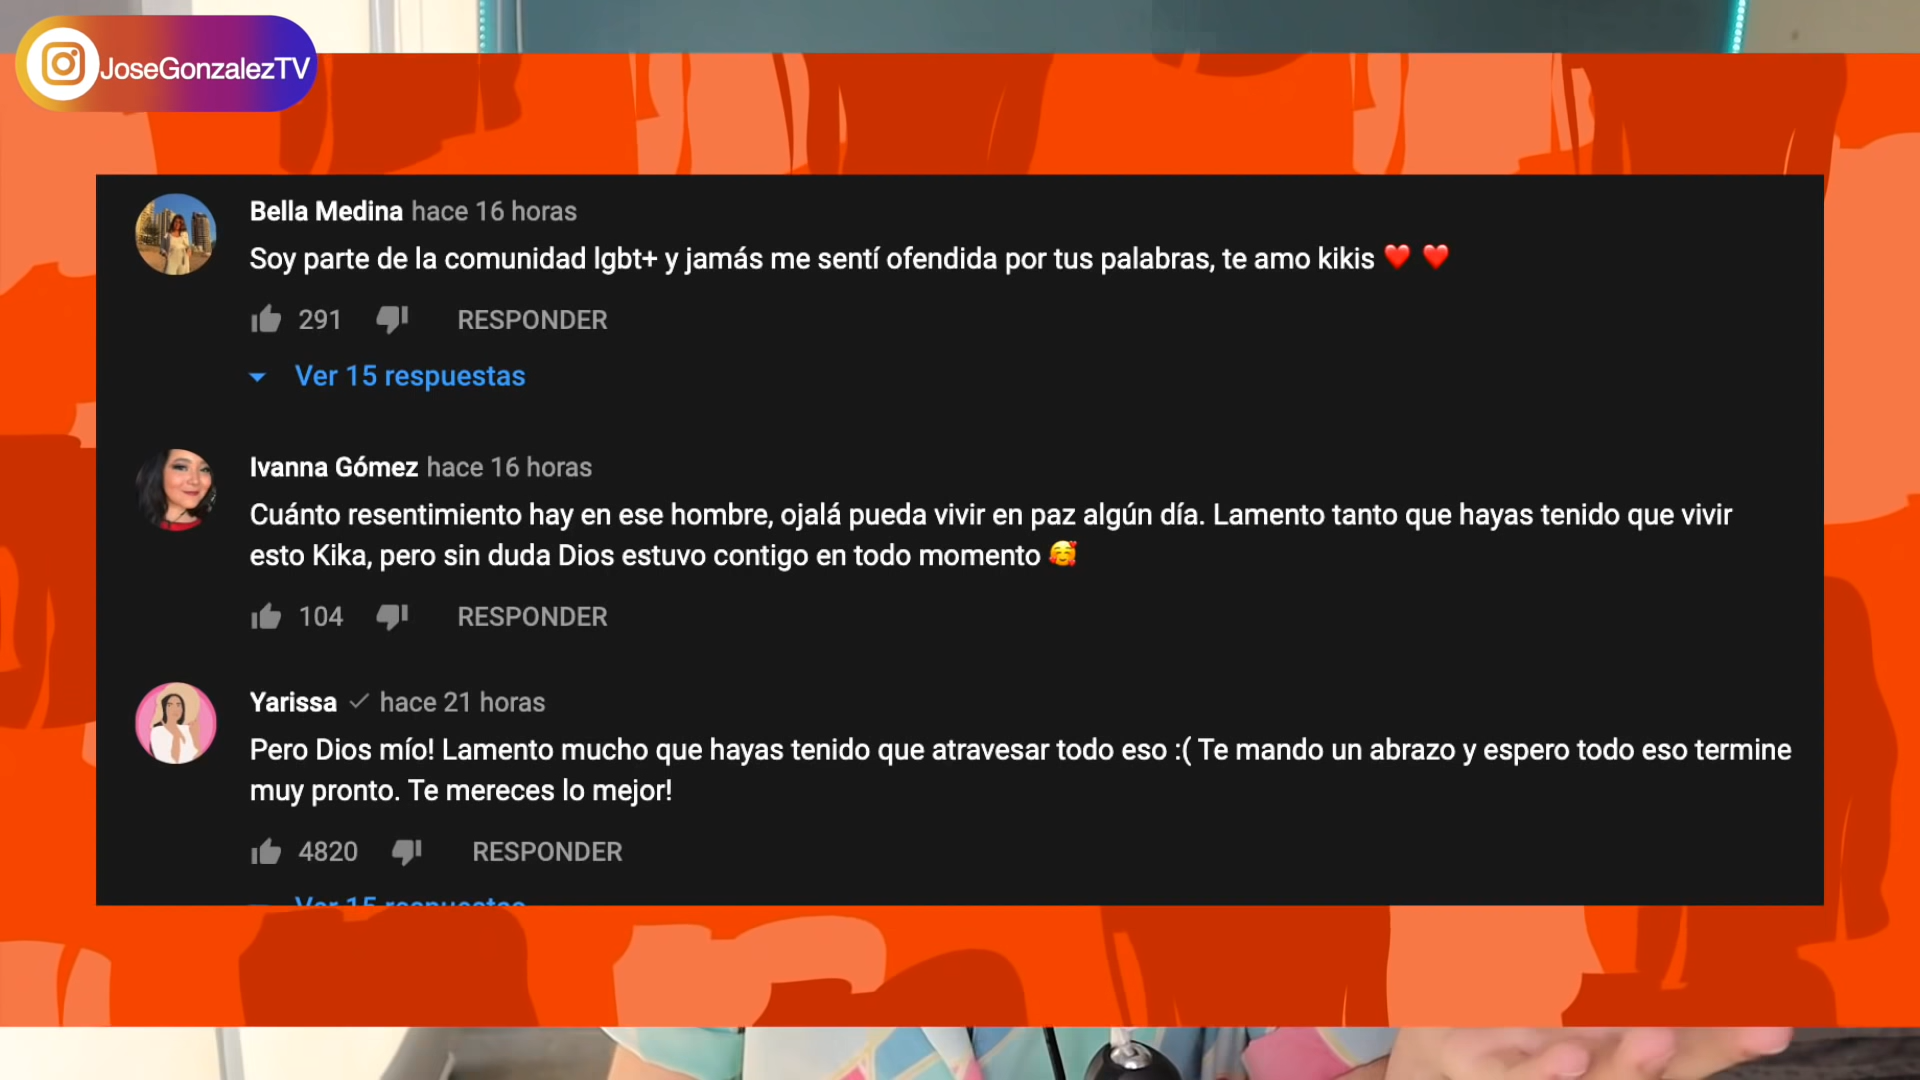 JoseGonzalezTV
Bella Medina hace 16 horas
Soy parte de la comunidad lgbt+ y jamás me sentí ofendida por tus palabras, te amo kikis ❤️ ❤️
291 RESPONDER
Ver 15 respuestas
Ivanna Gómez hace 16 horas
Cuánto resentimiento hay en ese hombre, ojalá pueda vivir en paz algún día. Lamento tanto que hayas tenido que vivir
esto Kika, pero sin duda Dios estuvo contigo en todo momento 🥰
104 RESPONDER
Yarissa ✓ hace 21 horas
Pero Dios mío! Lamento mucho que hayas tenido que atravesar todo eso :( Te mando un abrazo y espero todo eso termine
muy pronto. Te mereces lo mejor!
4820 RESPONDER
Ver 15 respuestas